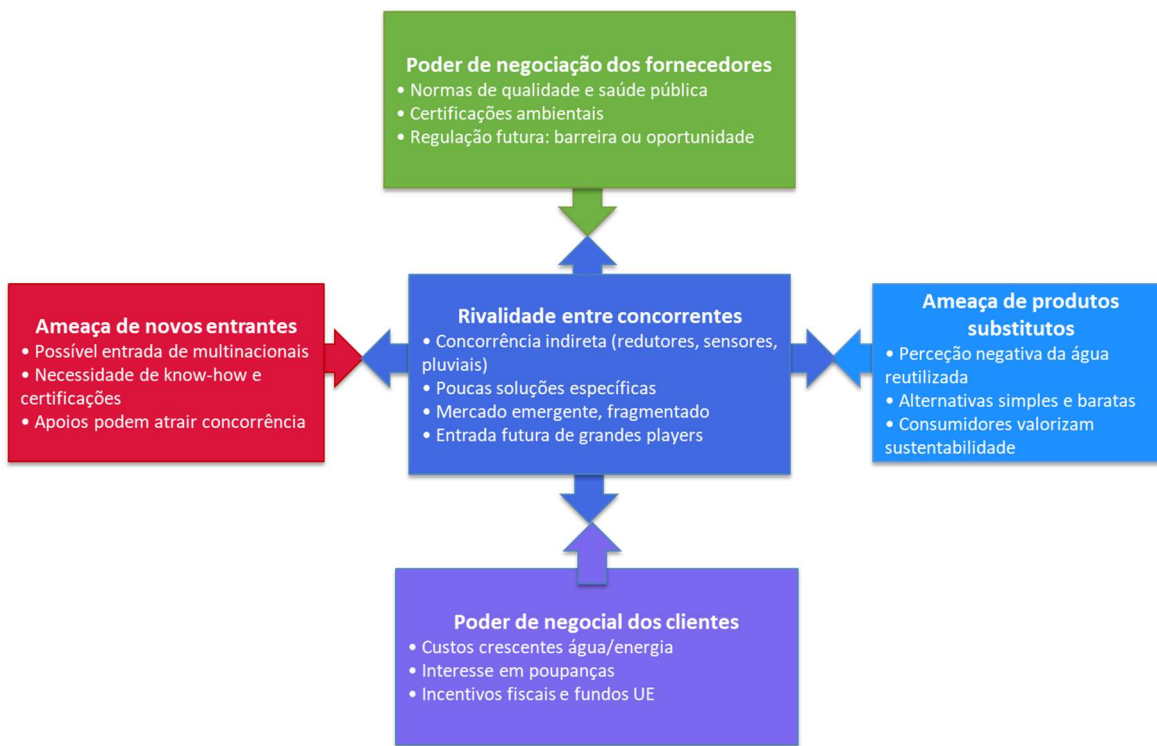 Poder de negociação dos fornecedores
• Normas de qualidade e saúde pública
• Certificações ambientais
• Regulação futura: barreira ou oportunidade
Ameaça de novos entrantes
• Possível entrada de multinacionais
• Necessidade de know-how e
certificações
• Apoios podem atrair concorrência
Rivalidade entre concorrentes
• Concorrência indireta (redutores, sensores,
pluviais)
• Poucas soluções específicas
• Mercado emergente, fragmentado
• Entrada futura de grandes players
Ameaça de produtos
substitutos
• Perceção negativa da água
reutilizada
• Alternativas simples e baratas
• Consumidores valorizam
sustentabilidade
Poder de negocial dos clientes
• Custos crescentes água/energia
• Interesse em poupanças
• Incentivos fiscais e fundos UE